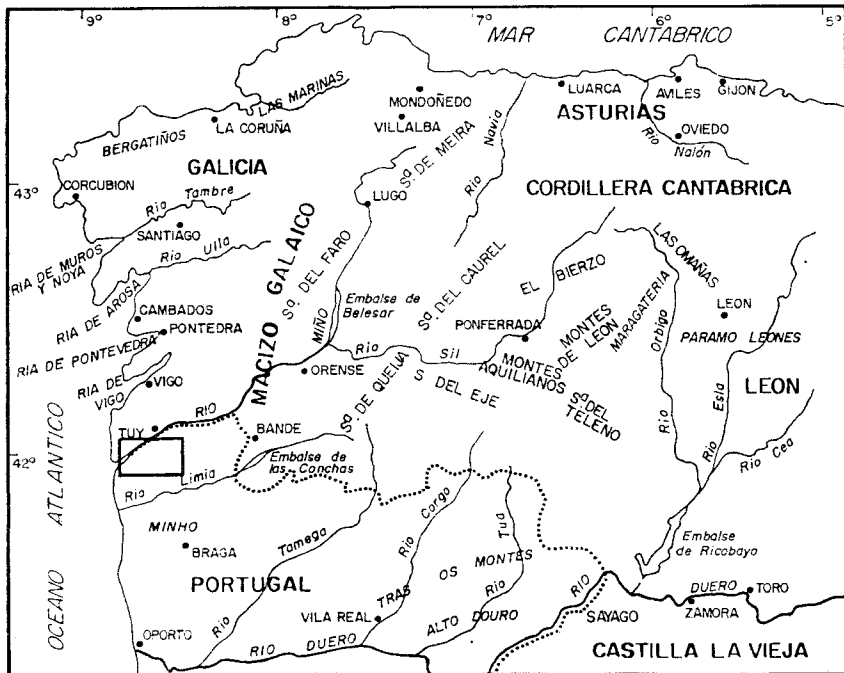 9°
8°
7°
6°
5°
MAR CANTABRICO
LAS MARINAS
MONDOÑEDO
VILLALBA
LUARCA
AVILES
GIJON
ASTURIAS
OVIEDO
Rio Nalón
BERGATIÑOS
LA CORUÑA
GALICIA
Sª. DE MEIRA
Rio Navia
43°
CORCUBION
Rio Tambre
LUGO
CORDILLERA CANTABRICA
SANTIAGO
Rio Ulla
RIA DE MUROS
Y NOYA
MACIZO GALAICO
Sª. DEL FARO
LAS OMAÑAS
RIA DE AROSA
CAMBADOS
PONTEDRA
RIA DE PONTEVEDRA
MIÑO
Embalse de
Belesar
Sª. DEL CAUREL
EL BIERZO
PONFERRADA
MONTES
DE LEON
MARAGATERIA
Rio Orbigo
LEON
PARAMO LEONES
RIA DE
VIGO
VIGO
ORENSE
Rio Sil
MONTES
AQUILIANOS
Sª DEL
TELENO
Sª. DE QUEIJA
S DEL EJE
LEON
Rio Esla
Rio Cea
RIO
TUY
BANDE
42°
Embalse de
las Conchas
Rio Limia
OCEANO ATLANTICO
MINHO
BRAGA
Rio Tamega
Rio Corgo
Rio Tua
TRAS OS MONTES
Embalse
de Ricobayo
PORTUGAL
VILA REAL
ALTO DOURO
OPORTO
RIO DUERO
RIO DUERO
SAYAGO
ZAMORA
TORO
CASTILLA LA VIEJA